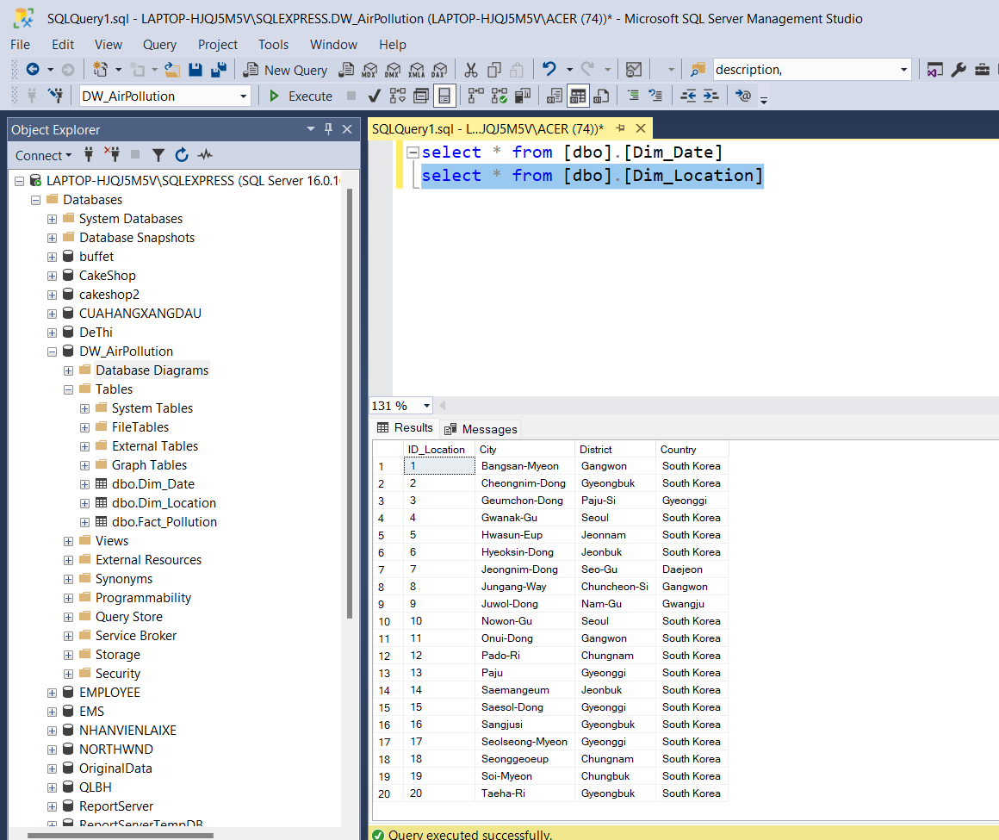 SQLQuery1.sql - LAPTOP-HJQJ5M5V\SQLEXPRESS.DW_AirPollution (LAPTOP-HJQJ5M5V\ACER (74))* - Microsoft SQL Server Management Studio
File Edit View Query Project Tools Window Help
New Query MDX DMX XMLA DAX description,
DW_AirPollution Execute
Object Explorer
Connect
LAPTOP-HJQJ5M5V\SQLEXPRESS (SQL Server 16.0.1
Databases
System Databases
Database Snapshots
buffet
CakeShop
cakeshop2
CUAHANGXANGDAU
DeThi
DW_AirPollution
Database Diagrams
Tables
System Tables
FileTables
External Tables
Graph Tables
dbo.Dim_Date
dbo.Dim_Location
dbo.Fact_Pollution
Views
External Resources
Synonyms
Programmability
Query Store
Service Broker
Storage
Security
EMPLOYEE
EMS
NHANVIENLAIXE
NORTHWND
OriginalData
QLBH
ReportServer
ReportServerTempDB
SQLQuery1.sql - L...JQJ5M5V\ACER (74))*
select * from [dbo].[Dim_Date]
select * from [dbo].[Dim_Location]
131 %
Results Messages
ID_Location City District Country
1 1 Bangsan-Myeon Gangwon South Korea
2 2 Cheongnim-Dong Gyeongbuk South Korea
3 3 Geumchon-Dong Paju-Si Gyeonggi
4 4 Gwanak-Gu Seoul South Korea
5 5 Hwasun-Eup Jeonnam South Korea
6 6 Hyeoksin-Dong Jeonbuk South Korea
7 7 Jeongnim-Dong Seo-Gu Daejeon
8 8 Jungang-Way Chuncheon-Si Gangwon
9 9 Juwol-Dong Nam-Gu Gwangju
10 10 Nowon-Gu Seoul South Korea
11 11 Onui-Dong Gangwon South Korea
12 12 Pado-Ri Chungnam South Korea
13 13 Paju Gyeonggi South Korea
14 14 Saemangeum Jeonbuk South Korea
15 15 Saesol-Dong Gyeonggi South Korea
16 16 Sangjusi Gyeongbuk South Korea
17 17 Seolseong-Myeon Gyeonggi South Korea
18 18 Seonggeoeup Chungnam South Korea
19 19 Soi-Myeon Chungbuk South Korea
20 20 Taeha-Ri Gyeongbuk South Korea
Query executed successfully.